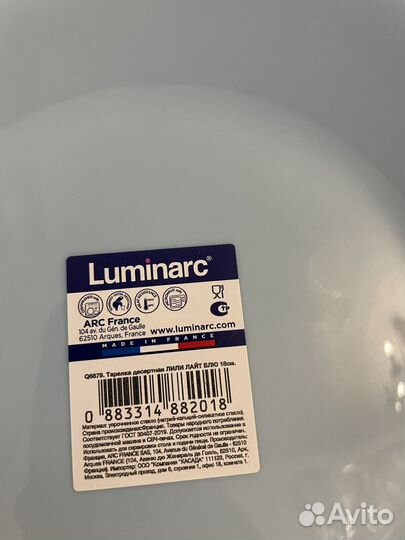 Luminarc®
ARC France
104 av. du Gén. de Gaulle
62510 Arques, France
www.luminarc.com
MADE IN FRANCE
Q6879. Тарелка десертная ЛИЛИ ЛАЙТ БЛЮ 18см.
0 883314 882018
Материал: упрочненное стекло (натрий-кальций-силикатное стекло).
Страна происхождения:Франция. Товары народного потребления.
Соответствует ГОСТ 30407-2019. Допускается использование в
посудомоечной машине и СВЧ-печах. Срок годности не ограничен.
Использовать для сервировки стола и подачи пищи. Производитель:
ARC FRANCE SAS, 104, Avenue du General de Gaulle - 62510
Arques FRANCE (104, Авеню дю Женераль де Голль, 62510, Арк,
Франция). Импортер: ООО "Компания "КАСАДА" 111123, Россия, г.
Москва, Электродный проезд, дом 6, строение 1, офис 18, комната 1.
Avito